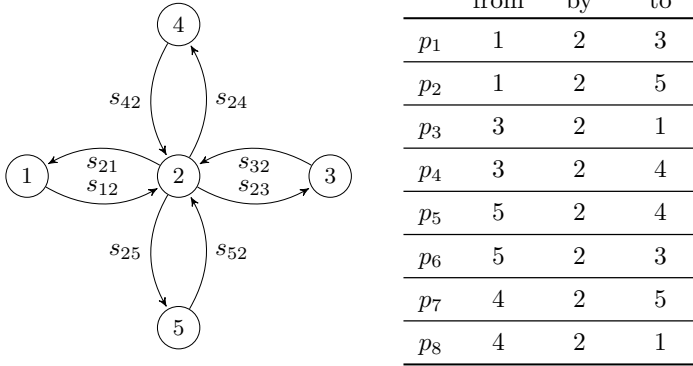 4
s42 s24
s21 s32
1 2 3
s12 s23
s25 s52
5
from by to
p1 1 2 3
p2 1 2 5
p3 3 2 1
p4 3 2 4
p5 5 2 4
p6 5 2 3
p7 4 2 5
p8 4 2 1